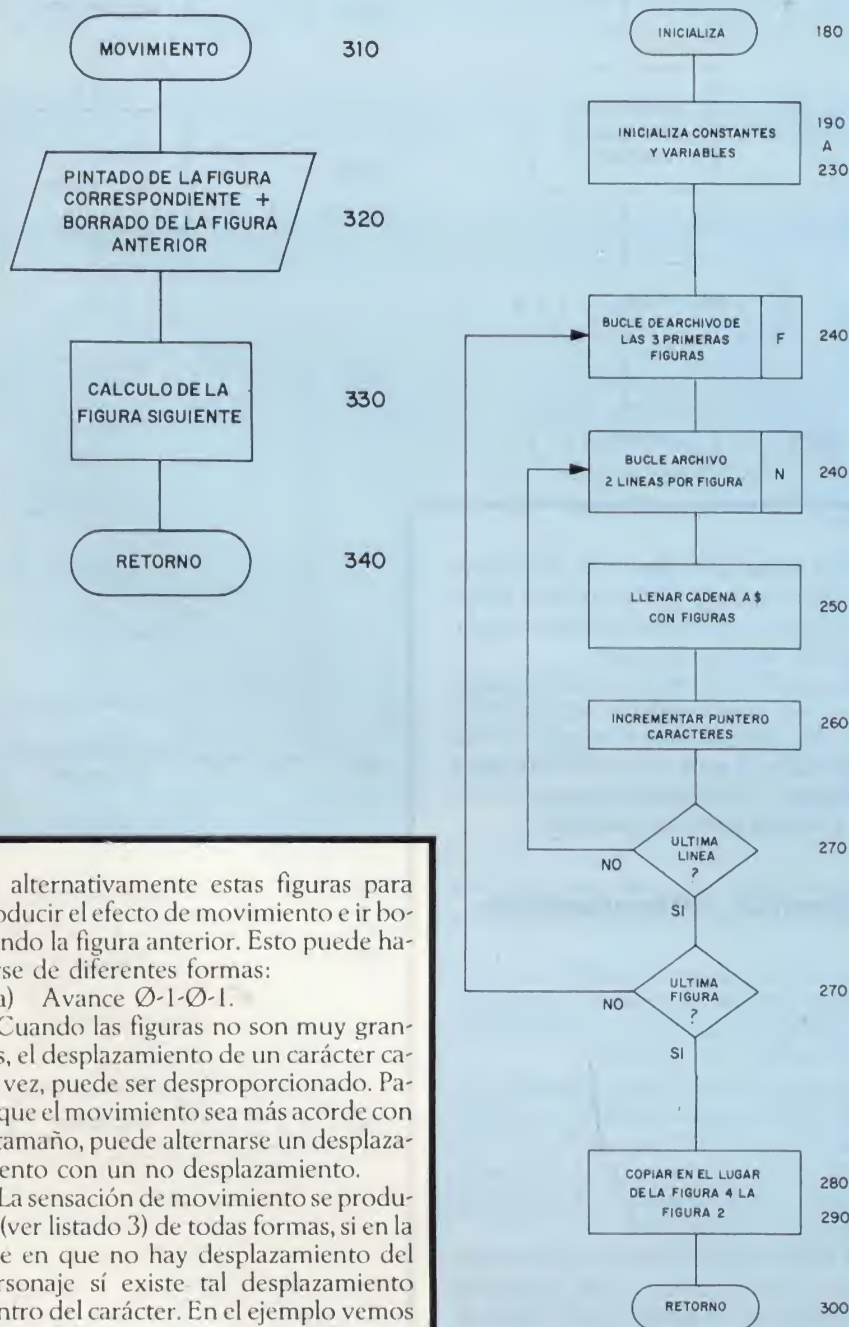 MOVIMIENTO 310
PINTADO DE LA FIGURA
CORRESPONDIENTE +
BORRADO DE LA FIGURA
ANTERIOR
320
CALCULO DE LA
FIGURA SIGUIENTE
330
RETORNO 340
INICIALIZA 180
INICIALIZA CONSTANTES
Y VARIABLES
190
A
230
BUCLE DE ARCHIVO DE
LAS 3 PRIMERAS
FIGURAS
F 240
BUCLE ARCHIVO
2 LINEAS POR FIGURA
N 240
LLENAR CADENA A $
CON FIGURAS
250
INCREMENTAR PUNTERO
CARACTERES
260
ULTIMA
LINEA
?
270
NO
SI
ULTIMA
FIGURA
?
270
NO
SI
COPIAR EN EL LUGAR
DE LA FIGURA 4 LA
FIGURA 2
280
290
RETORNO 300
alternativamente estas figuras para
oducir el efecto de movimiento e ir bo-
ndo la figura anterior. Esto puede ha-
rse de diferentes formas:
a) Avance Ø-1-Ø-1.
Cuando las figuras no son muy gran-
s, el desplazamiento de un carácter ca-
vez, puede ser desproporcionado. Pa-
que el movimiento sea más acorde con
tamaño, puede alternarse un desplaza-
ento con un no desplazamiento.
La sensación de movimiento se produ-
(ver listado 3) de todas formas, si en la
e en que no hay desplazamiento del
rsonaje sí existe tal desplazamiento
ntro del carácter. En el ejemplo vemos